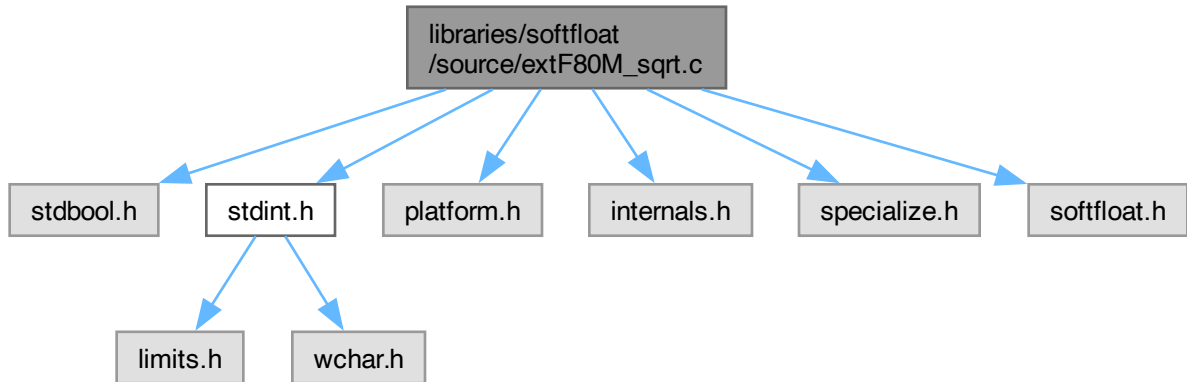 libraries/softfloat
/source/extF80M_sqrt.c
stdbool.h
stdint.h
platform.h
internals.h
specialize.h
softfloat.h
limits.h
wchar.h